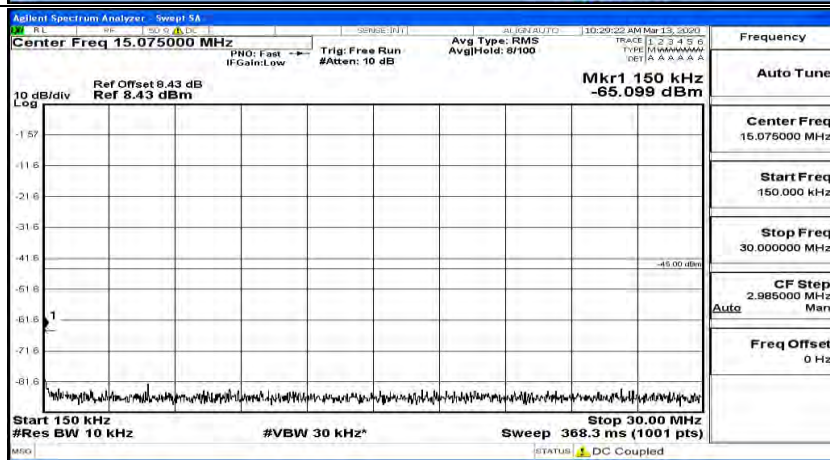 Agilent Spectrum Analyzer - Swept SA
RL RF 50 Ω DC SENSE:INT ALIGN AUTO 10:29:22 AM Mar 13, 2020
Center Freq 15.075000 MHz
PNO: Fast
IFGain:Low
Trig: Free Run
#Atten: 10 dB
Avg Type: RMS
Avg|Hold: 8/100
TRACE 1 2 3 4 5 6
TYPE MWWWWW
DET A A A A A A
Ref Offset 8.43 dB
10 dB/div Ref 8.43 dBm
Log
Mkr1 150 kHz
-65.099 dBm
-1.57
-11.6
-21.6
-31.6
-41.6
-45.00 dBm
-51.6
-61.6
1
-71.6
-81.6
Start 150 kHz
Stop 30.00 MHz
#Res BW 10 kHz
#VBW 30 kHz*
Sweep 368.3 ms (1001 pts)
MSG
STATUS DC Coupled
Frequency
Auto Tune
Center Freq
15.075000 MHz
Start Freq
150.000 kHz
Stop Freq
30.000000 MHz
CF Step
2.985000 MHz
Auto Man
Freq Offset
0 Hz